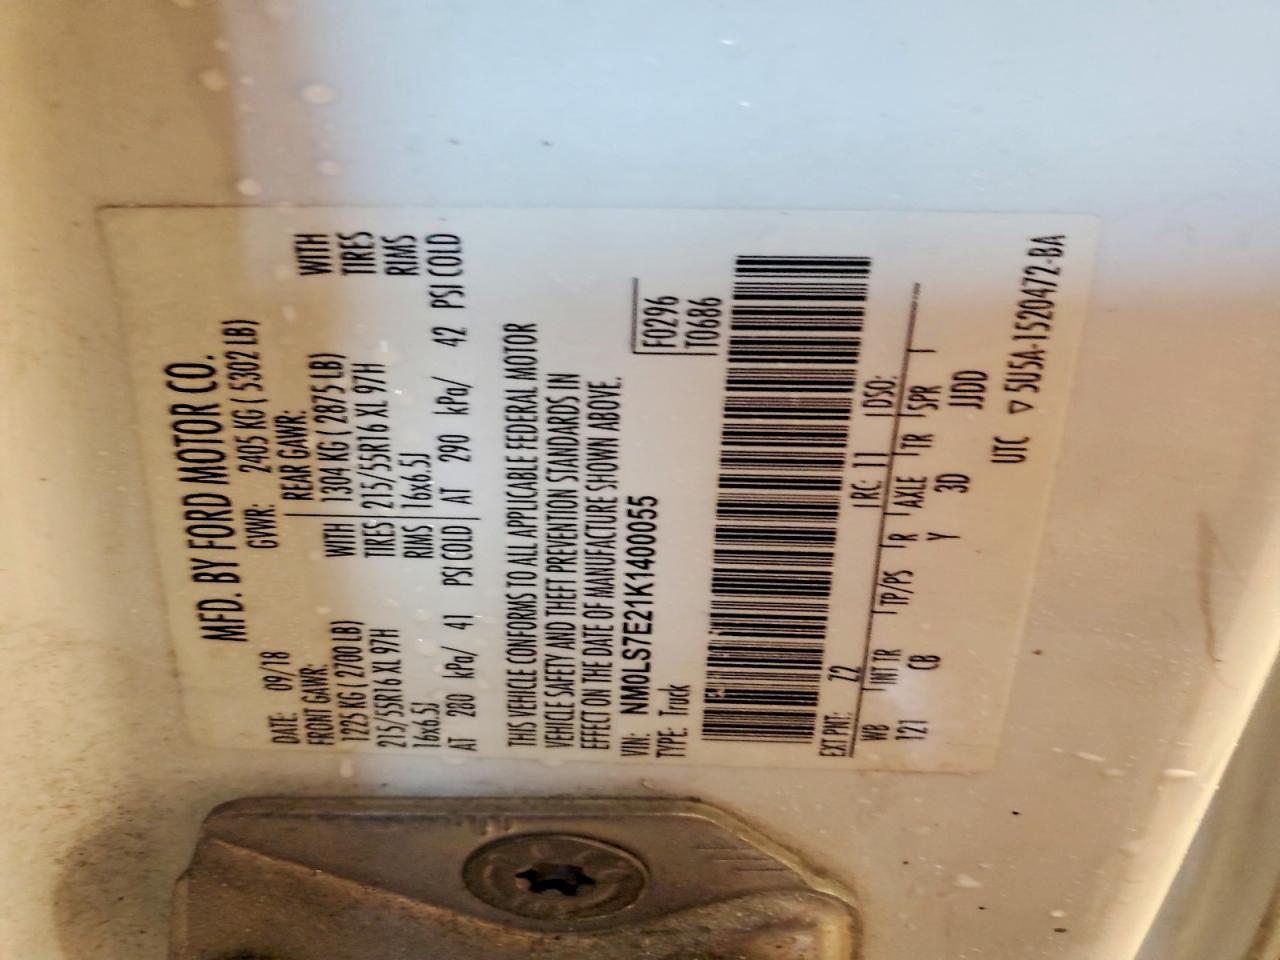 MFD. BY FORD MOTOR CO.
DATE: 09/18 GVWR: 2405 KG ( 5302 LB)
FRONT GAWR: REAR GAWR:
1225 KG ( 2700 LB) WITH 1304 KG ( 2875 LB) WITH
215/55R16 XL 97H TIRES 215/55R16 XL 97H TIRES
16x6.5J RIMS 16x6.5J RIMS
AT 280 kPa/ 41 PSI COLD AT 290 kPa/ 42 PSI COLD
THIS VEHICLE CONFORMS TO ALL APPLICABLE FEDERAL MOTOR
VEHICLE SAFETY AND THEFT PREVENTION STANDARDS IN
EFFECT ON THE DATE OF MANUFACTURE SHOWN ABOVE.
VIN: NM0LS7E21K1400055 F0296
TYPE: Truck T0686
EXT PNT: Z2 RC: 11 DSO:
WB INT TR TP/PS R AXLE TR SPR
121 CB Y 3D JJDD
UTC ▽ 5U5A-1520472-BA